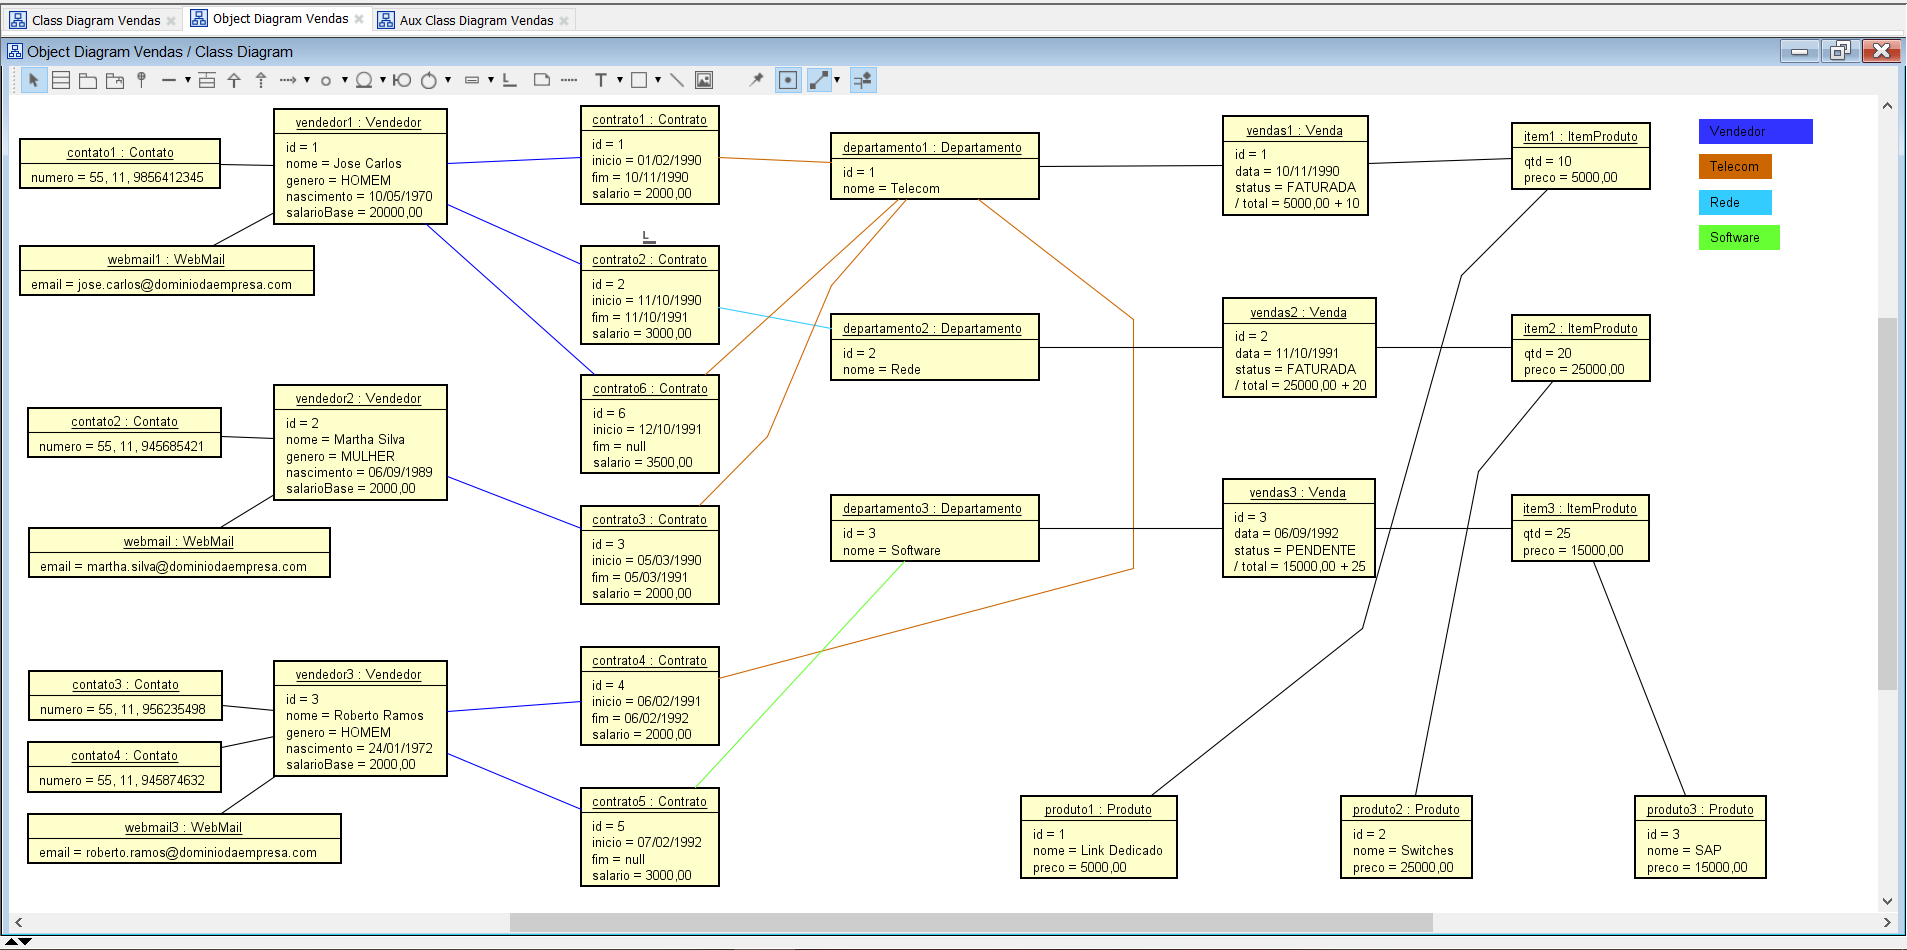 Class Diagram Vendas
Object Diagram Vendas
Aux Class Diagram Vendas
Object Diagram Vendas / Class Diagram
T
contato1 : Contato
numero = 55, 11, 9856412345
webmail1 : WebMail
email = jose.carlos@dominiodaempresa.com
vendedor1 : Vendedor
id = 1
nome = Jose Carlos
genero = HOMEM
nascimento = 10/05/1970
salarioBase = 20000,00
contrato1 : Contrato
id = 1
inicio = 01/02/1990
fim = 10/11/1990
salario = 2000,00
L
contrato2 : Contrato
id = 2
inicio = 11/10/1990
fim = 11/10/1991
salario = 3000,00
contrato6 : Contrato
id = 6
inicio = 12/10/1991
fim = null
salario = 3500,00
departamento1 : Departamento
id = 1
nome = Telecom
vendas1 : Venda
id = 1
data = 10/11/1990
status = FATURADA
/ total = 5000,00 + 10
item1 : ItemProduto
qtd = 10
preco = 5000,00
Vendedor
Telecom
Rede
Software
departamento2 : Departamento
id = 2
nome = Rede
vendas2 : Venda
id = 2
data = 11/10/1991
status = FATURADA
/ total = 25000,00 + 20
item2 : ItemProduto
qtd = 20
preco = 25000,00
contato2 : Contato
numero = 55, 11, 945685421
webmail : WebMail
email = martha.silva@dominiodaempresa.com
vendedor2 : Vendedor
id = 2
nome = Martha Silva
genero = MULHER
nascimento = 06/09/1989
salarioBase = 2000,00
contrato3 : Contrato
id = 3
inicio = 05/03/1990
fim = 05/03/1991
salario = 2000,00
departamento3 : Departamento
id = 3
nome = Software
vendas3 : Venda
id = 3
data = 06/09/1992
status = PENDENTE
/ total = 15000,00 + 25
item3 : ItemProduto
qtd = 25
preco = 15000,00
contato3 : Contato
numero = 55, 11, 956235498
contato4 : Contato
numero = 55, 11, 945874632
webmail3 : WebMail
email = roberto.ramos@dominiodaempresa.com
vendedor3 : Vendedor
id = 3
nome = Roberto Ramos
genero = HOMEM
nascimento = 24/01/1972
salarioBase = 2000,00
contrato4 : Contrato
id = 4
inicio = 06/02/1991
fim = 06/02/1992
salario = 2000,00
contrato5 : Contrato
id = 5
inicio = 07/02/1992
fim = null
salario = 3000,00
produto1 : Produto
id = 1
nome = Link Dedicado
preco = 5000,00
produto2 : Produto
id = 2
nome = Switches
preco = 25000,00
produto3 : Produto
id = 3
nome = SAP
preco = 15000,00